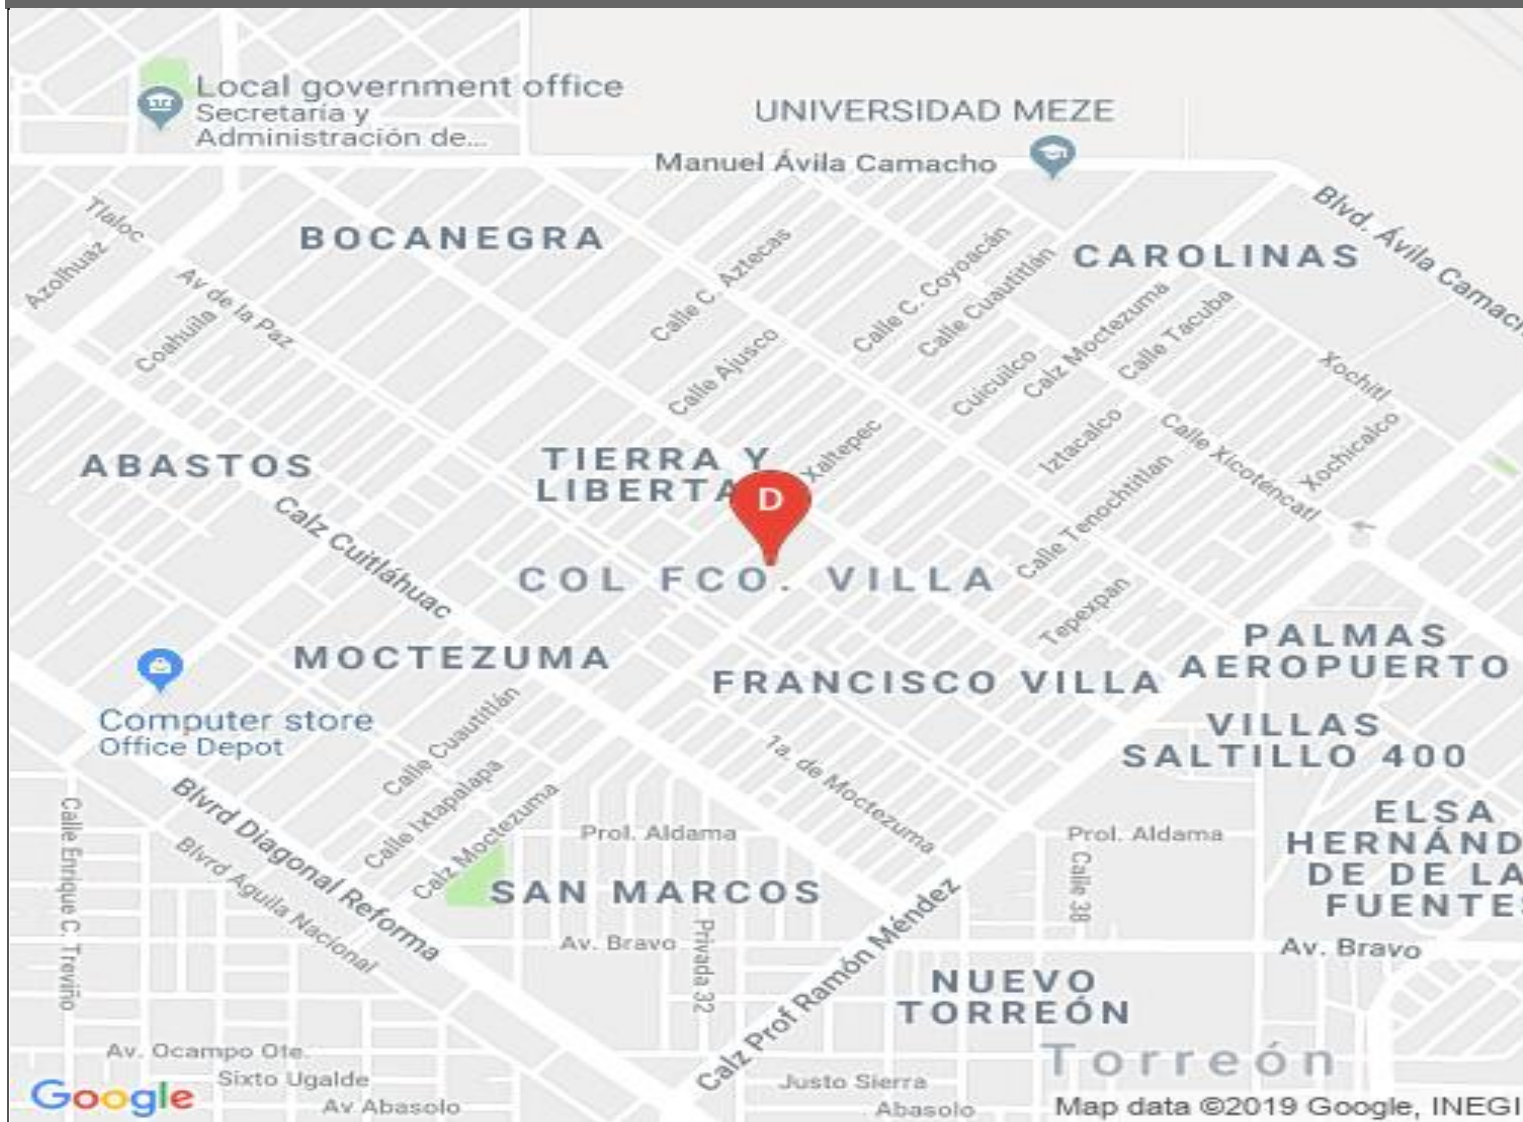 Local government office
Secretaría y
Administración de...
UNIVERSIDAD MEZE
Manuel Ávila Camacho
Blvd. Ávila Camach
Tlaloc
Azolhuaz
BOCANEGRA
Calle C. Aztecas
Calle C. Coyoacán
Calle Cuautitlán
CAROLINAS
Av de la Paz
Coahuila
Calle Ajusco
Cuicuilco
Calz Moctezuma
Calle Tacuba
Xochitl
ABASTOS
TIERRA Y
LIBERTA
D
Xaltepec
Iztacalco
Calle Xicotencatl
Xochicalco
Calz Cuitláhuac
Calle Tenochtitlan
COL FCO. VILLA
Tepexpan
MOCTEZUMA
FRANCISCO VILLA
PALMAS
AEROPUERTO
Computer store
Office Depot
Calle Cuautitlán
1a. de Moctezuma
VILLAS
SALTILLO 400
Calle Enrique C. Treviño
Blvrd Diagonal Reforma
Calle Ixtapalapa
Calz Moctezuma
Prol. Aldama
Prol. Aldama
ELSA
HERNÁND
DE DE LA
FUENTES
Blvrd Aguila Nacional
SAN MARCOS
Calle 38
Av. Bravo
Privada 32
Calz Prof Ramón Méndez
Av. Bravo
NUEVO
TORREÓN
Av. Ocampo Ote.
Sixto Ugalde
Av Abasolo
Justo Sierra
Abasolo
Torreón
Google
Map data ©2019 Google, INEGI